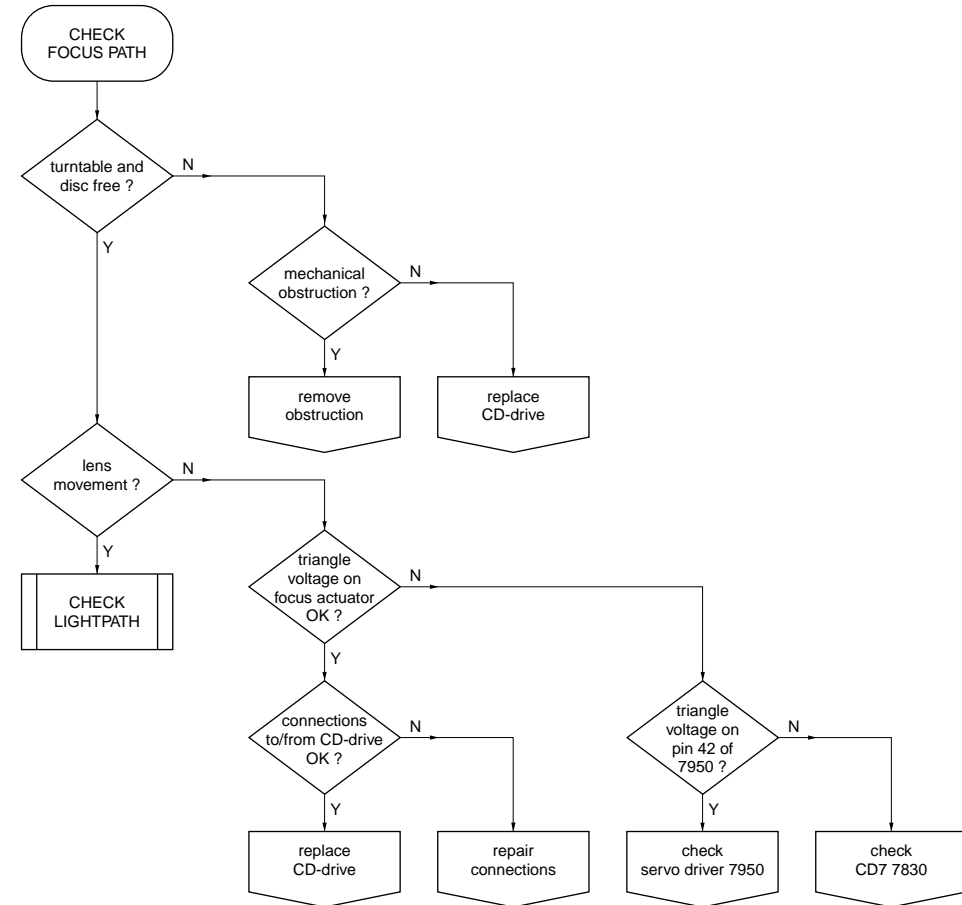 CHECK
FOCUS PATH
turntable and
disc free ?
N
Y
mechanical
obstruction ?
N
Y
remove
obstruction
replace
CD-drive
lens
movement ?
N
Y
CHECK
LIGHTPATH
triangle
voltage on
focus actuator
OK ?
N
Y
connections
to/from CD-drive
OK ?
N
Y
triangle
voltage on
pin 42 of
7950 ?
N
Y
replace
CD-drive
repair
connections
check
servo driver 7950
check
CD7 7830